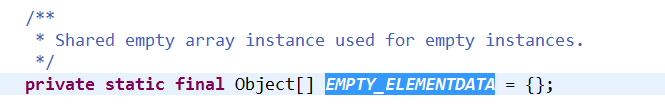 /**
* Shared empty array instance used for empty instances.
*/
private static final Object[] EMPTY_ELEMENTDATA = {};